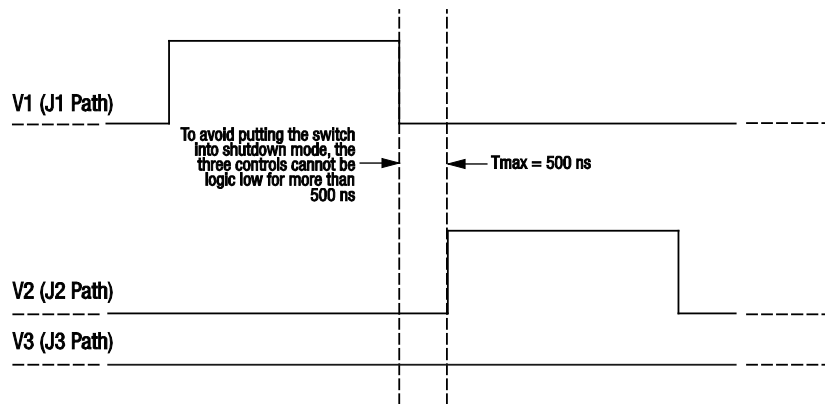 V1 (J1 Path)
To avoid putting the switch
into shutdown mode, the
three controls cannot be
logic low for more than
500 ns
Tmax = 500 ns
V2 (J2 Path)
V3 (J3 Path)